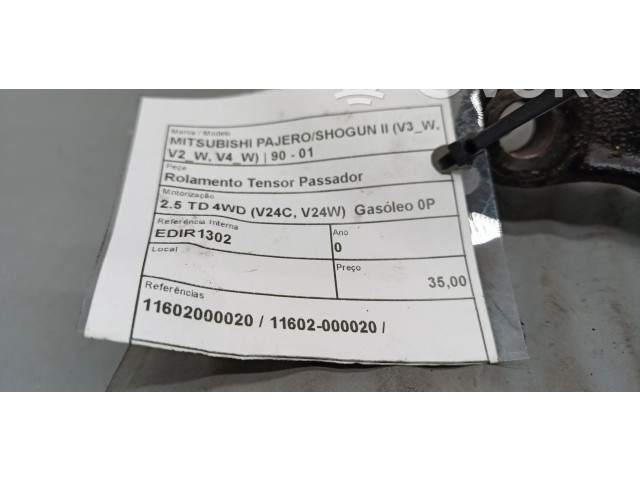 Marca / Modelo
MITSUBISHI PAJERO/SHOGUN II (V3_W,
V2_W, V4_W) | 90 - 01
Peça
Rolamento Tensor Passador
Motorização
2.5 TD 4WD (V24C, V24W) Gasóleo 0P
Referência Interna
EDIR1302
Ano
0
Local
Preço
35,00
Referências
11602000020 / 11602-000020 /